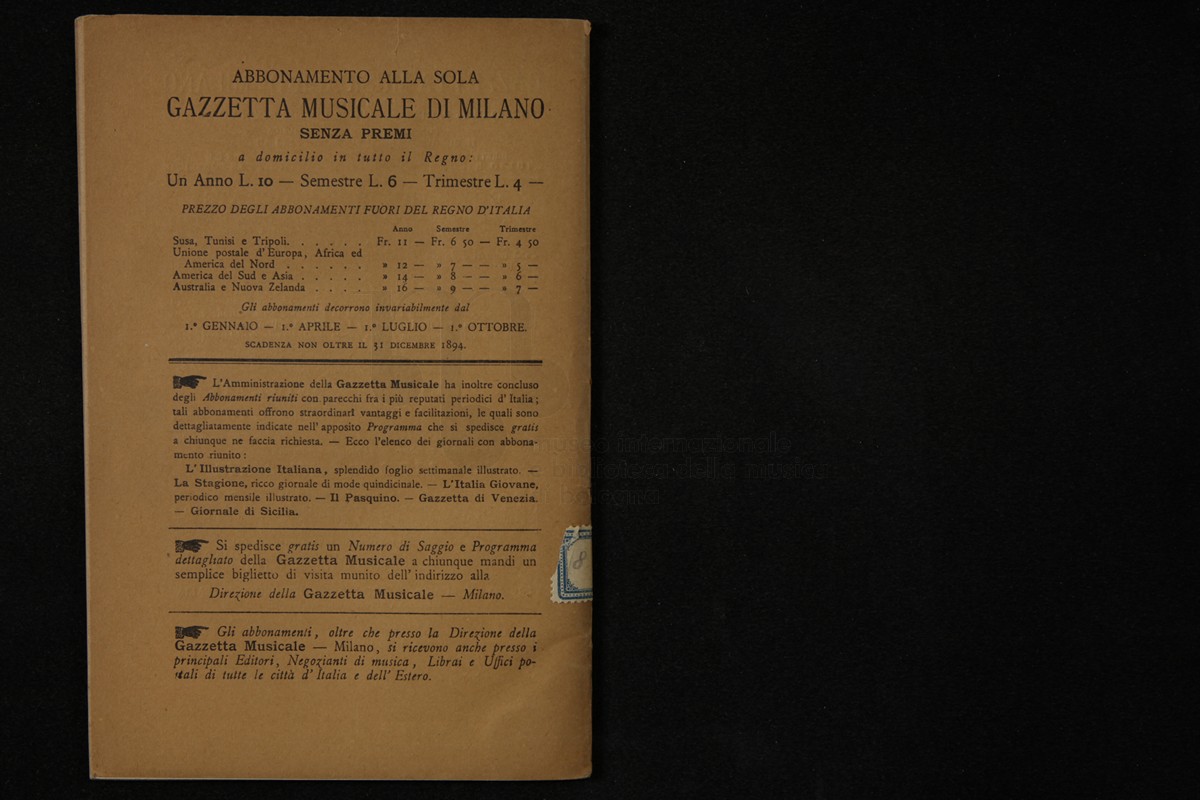 ABBONAMENTO ALLA SOLA
GAZZETTA MUSICALE DI MILANO
SENZA PREMI
a domicilio in tutto il Regno:
Un Anno L. 10 — Semestre L. 6 — Trimestre L. 4 —
PREZZO DEGLI ABBONAMENTI FUORI DEL REGNO D'ITALIA
Anno Semestre Trimestre
Susa, Tunisi e Tripoli. . . . . . Fr. 11 — Fr. 6 50 — Fr. 4 50
Unione postale d'Europa, Africa ed
America del Nord . . . . . . » 12 — » 7 — — » 5 —
America del Sud e Asia . . . . . » 14 — » 8 — — » 6 —
Australia e Nuova Zelanda . . . . » 16 — » 9 — — » 7 —
Gli abbonamenti decorrono invariabilmente dal
1.º GENNAIO — 1.º APRILE — 1.º LUGLIO — 1.º OTTOBRE.
SCADENZA NON OLTRE IL 31 DICEMBRE 1894.
L'Amministrazione della Gazzetta Musicale ha inoltre concluso
degli Abbonamenti riuniti con parecchi fra i più reputati periodici d'Italia;
tali abbonamenti offrono straordinarî vantaggi e facilitazioni, le quali sono
dettagliatamente indicate nell'apposito Programma che si spedisce gratis
a chiunque ne faccia richiesta. — Ecco l'elenco dei giornali con abbona-
mento riunito:
L'Illustrazione Italiana, splendido foglio settimanale illustrato. —
La Stagione, ricco giornale di mode quindicinale. — L'Italia Giovane,
periodico mensile illustrato. — Il Pasquino. — Gazzetta di Venezia.
— Giornale di Sicilia.
Si spedisce gratis un Numero di Saggio e Programma
dettagliato della Gazzetta Musicale a chiunque mandi un
semplice biglietto di visita munito dell'indirizzo alla
Direzione della Gazzetta Musicale — Milano.
Gli abbonamenti, oltre che presso la Direzione della
Gazzetta Musicale — Milano, si ricevono anche presso i
principali Editori, Negozianti di musica, Librai e Uffici po-
stali di tutte le città d'Italia e dell'Estero.
8